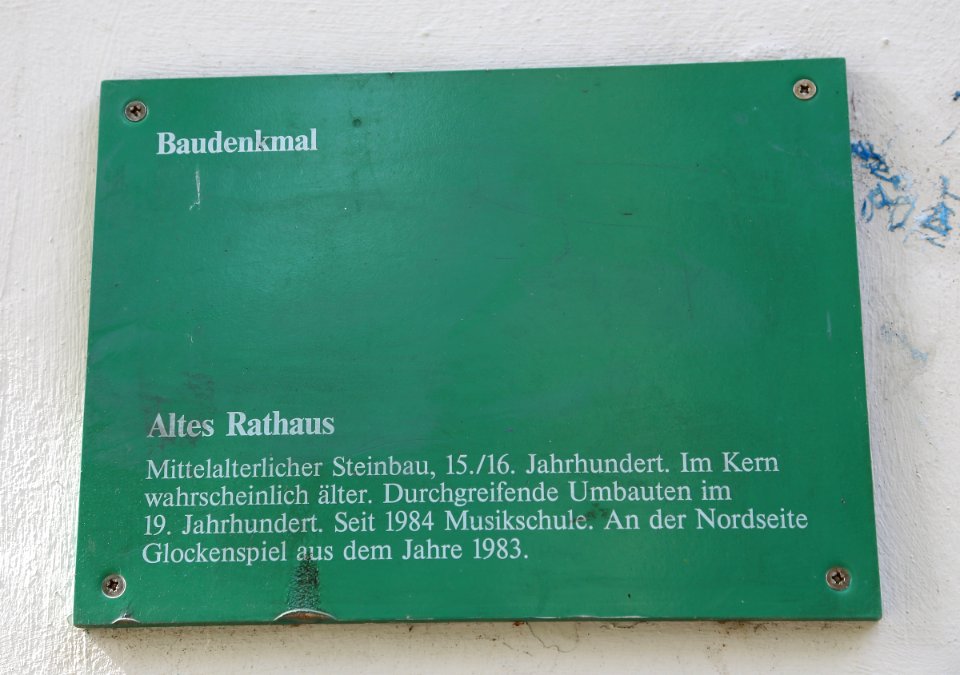 Baudenkmal
Altes Rathaus
Mittelalterlicher Steinbau, 15./16. Jahrhundert. Im Kern
wahrscheinlich älter. Durchgreifende Umbauten im
19. Jahrhundert. Seit 1984 Musikschule. An der Nordseite
Glockenspiel aus dem Jahre 1983.